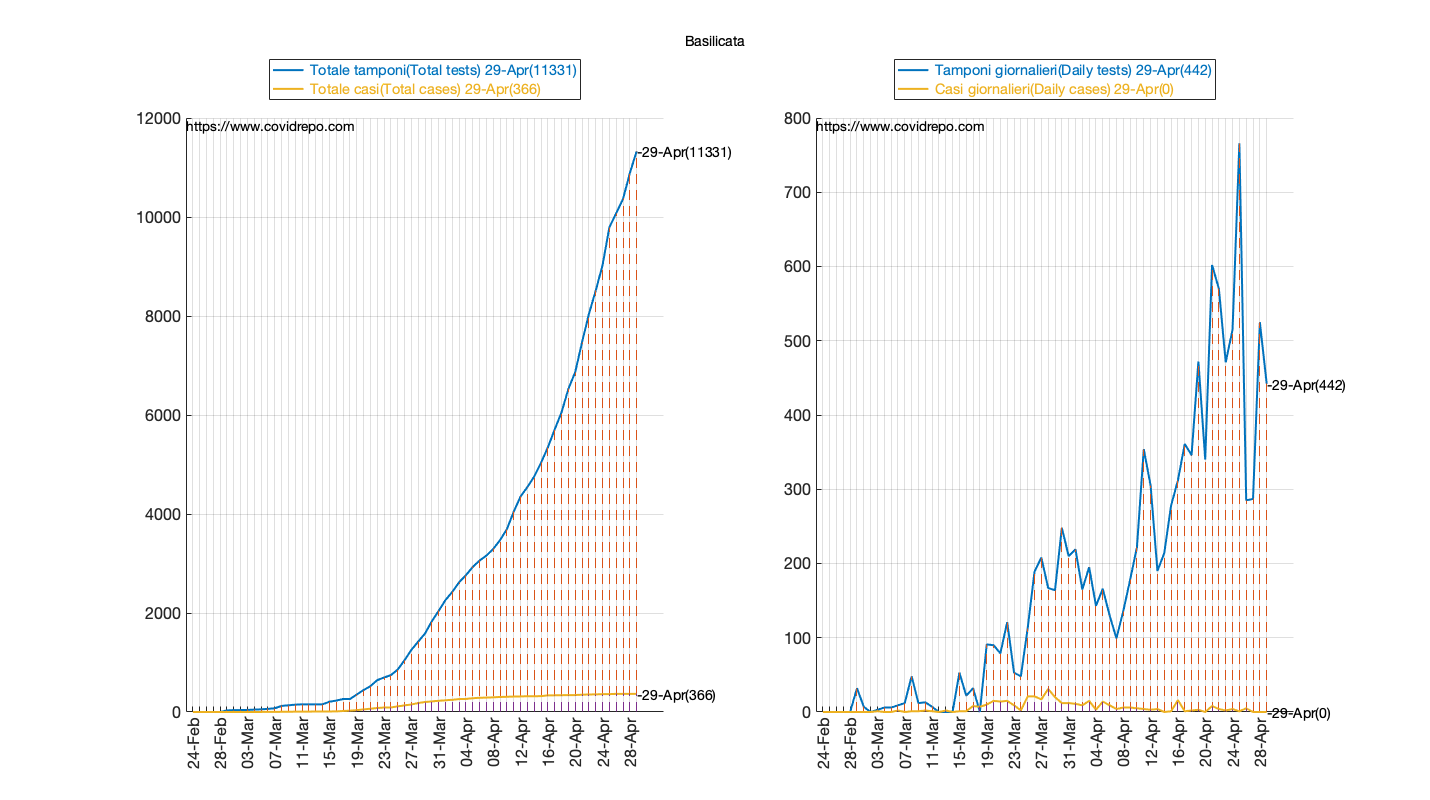 Basilicata
Totale tamponi(Total tests) 29-Apr(11331)
Totale casi(Total cases) 29-Apr(366)
12000
10000
8000
6000
4000
2000
0
https://www.covidrepo.com
-29-Apr(11331)
-29-Apr(366)
24-Feb
28-Feb
03-Mar
07-Mar
11-Mar
15-Mar
19-Mar
23-Mar
27-Mar
31-Mar
04-Apr
08-Apr
12-Apr
16-Apr
20-Apr
24-Apr
28-Apr
Tamponi giornalieri(Daily tests) 29-Apr(442)
Casi giornalieri(Daily cases) 29-Apr(0)
800
700
600
500
400
300
200
100
0
https://www.covidrepo.com
-29-Apr(442)
-29-Apr(0)
24-Feb
28-Feb
03-Mar
07-Mar
11-Mar
15-Mar
19-Mar
23-Mar
27-Mar
31-Mar
04-Apr
08-Apr
12-Apr
16-Apr
20-Apr
24-Apr
28-Apr